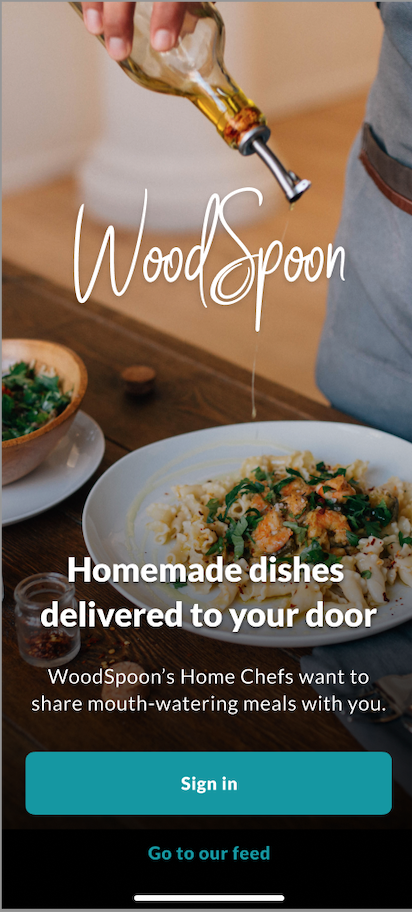 WoodSpoon
Homemade dishes
delivered to your door
WoodSpoon’s Home Chefs want to
share mouth-watering meals with you.
Sign in
Go to our feed